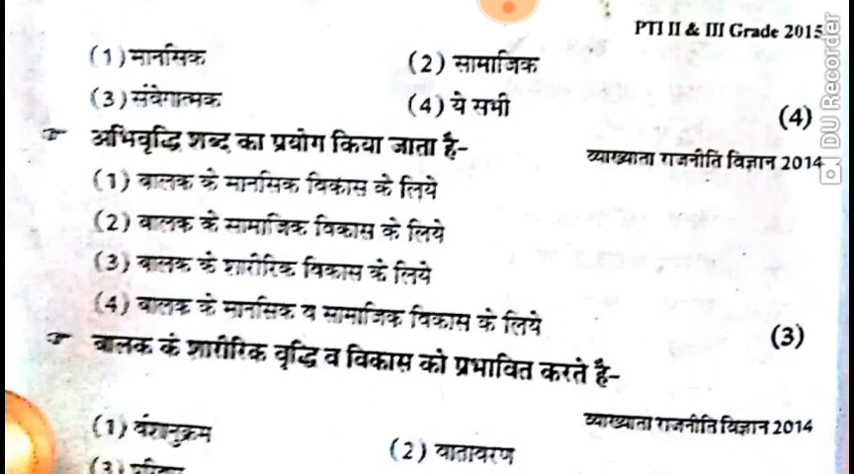 PTI II & III Grade 2015
(1) मानसिक (2) सामाजिक
(3) संवेगात्मक (4) ये सभी
(4)
अभिवृद्धि शब्द का प्रयोग किया जाता है-
व्याख्याता राजनीति विज्ञान 2014
(1) बालक के मानसिक विकास के लिये
(2) बालक के सामाजिक विकास के लिये
(3) बालक के शारीरिक विकास के लिये
(4) बालक के मानसिक व सामाजिक विकास के लिये
(3)
बालक के शारीरिक वृद्धि व विकास को प्रभावित करते है-
व्याख्याता राजनीति विज्ञान 2014
(1) वंशानुक्रम (2) वातावरण
(3)
DU Recorder